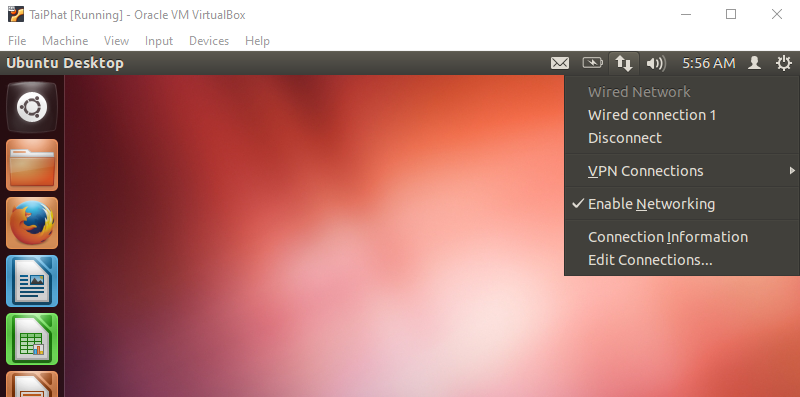 TaiPhat [Running] - Oracle VM VirtualBox
File Machine View Input Devices Help
Ubuntu Desktop 5:56 AM
Wired Network
Wired connection 1
Disconnect
VPN Connections
Enable Networking
Connection Information
Edit Connections...